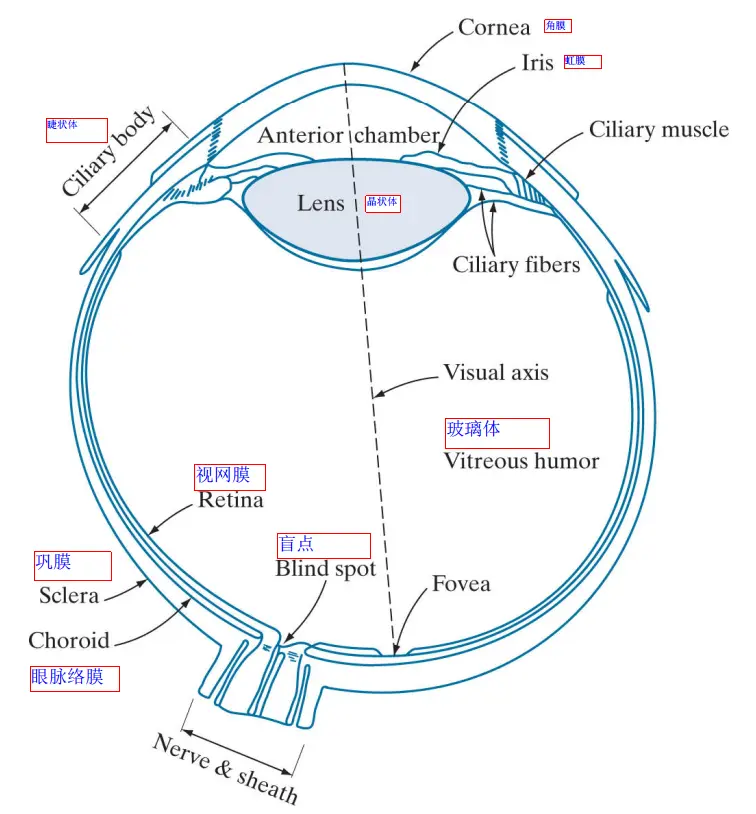 Cornea 角膜
Iris 虹膜
睫状体
Ciliary body
Anterior chamber
Ciliary muscle
Lens 晶状体
Ciliary fibers
Visual axis
玻璃体
Vitreous humor
视网膜
Retina
盲点
Blind spot
巩膜
Sclera
Fovea
Choroid
眼脉络膜
Nerve & sheath